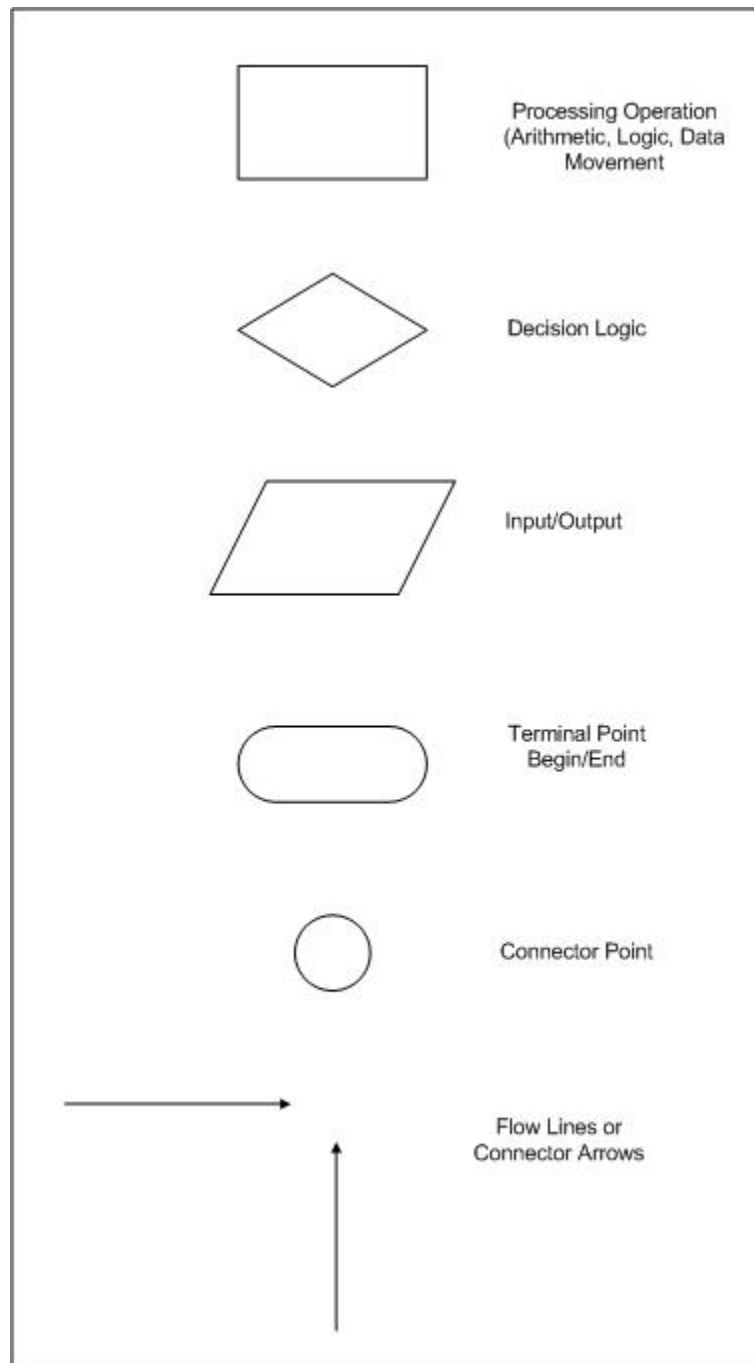 Processing Operation
(Arithmetic, Logic, Data
Movement
Decision Logic
Input/Output
Terminal Point
Begin/End
Connector Point
Flow Lines or
Connector Arrows